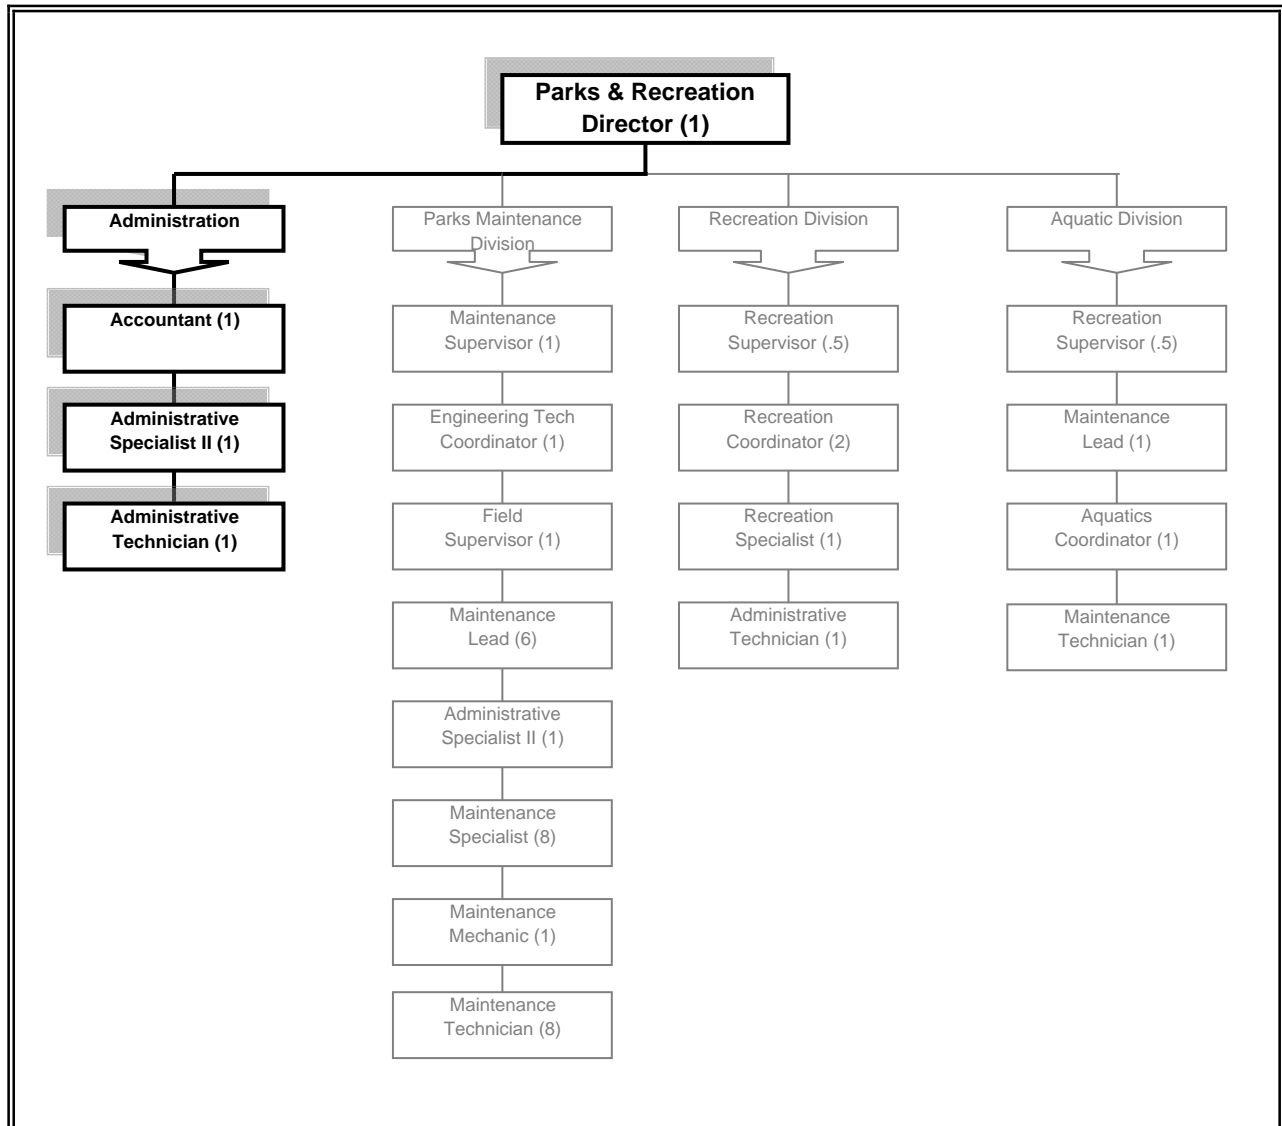 Parks & Recreation
Director (1)
Administration
Accountant (1)
Administrative
Specialist II (1)
Administrative
Technician (1)
Parks Maintenance
Division
Maintenance
Supervisor (1)
Engineering Tech
Coordinator (1)
Field
Supervisor (1)
Maintenance
Lead (6)
Administrative
Specialist II (1)
Maintenance
Specialist (8)
Maintenance
Mechanic (1)
Maintenance
Technician (8)
Recreation Division
Recreation
Supervisor (.5)
Recreation
Coordinator (2)
Recreation
Specialist (1)
Administrative
Technician (1)
Aquatic Division
Recreation
Supervisor (.5)
Maintenance
Lead (1)
Aquatics
Coordinator (1)
Maintenance
Technician (1)